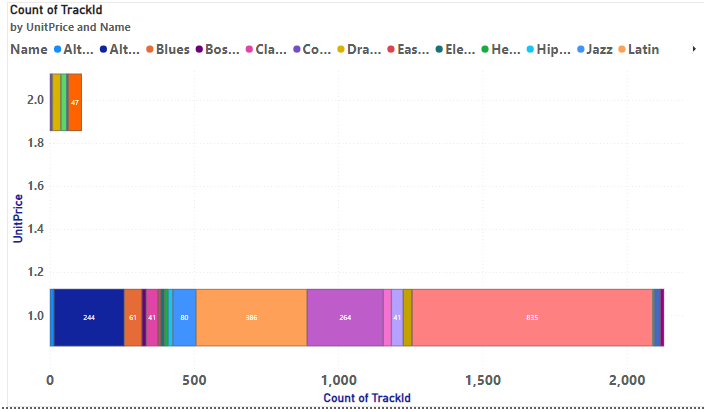 Count of TrackId
by UnitPrice and Name
Name Alt... Alt... Blues Bos... Cla... Co... Dra... Eas... Ele... He... Hip... Jazz Latin
2.0
47
1.8
1.6
1.4
1.2
1.0
244 61 41 80 386 264 41 835
UnitPrice
0 500 1,000 1,500 2,000
Count of TrackId